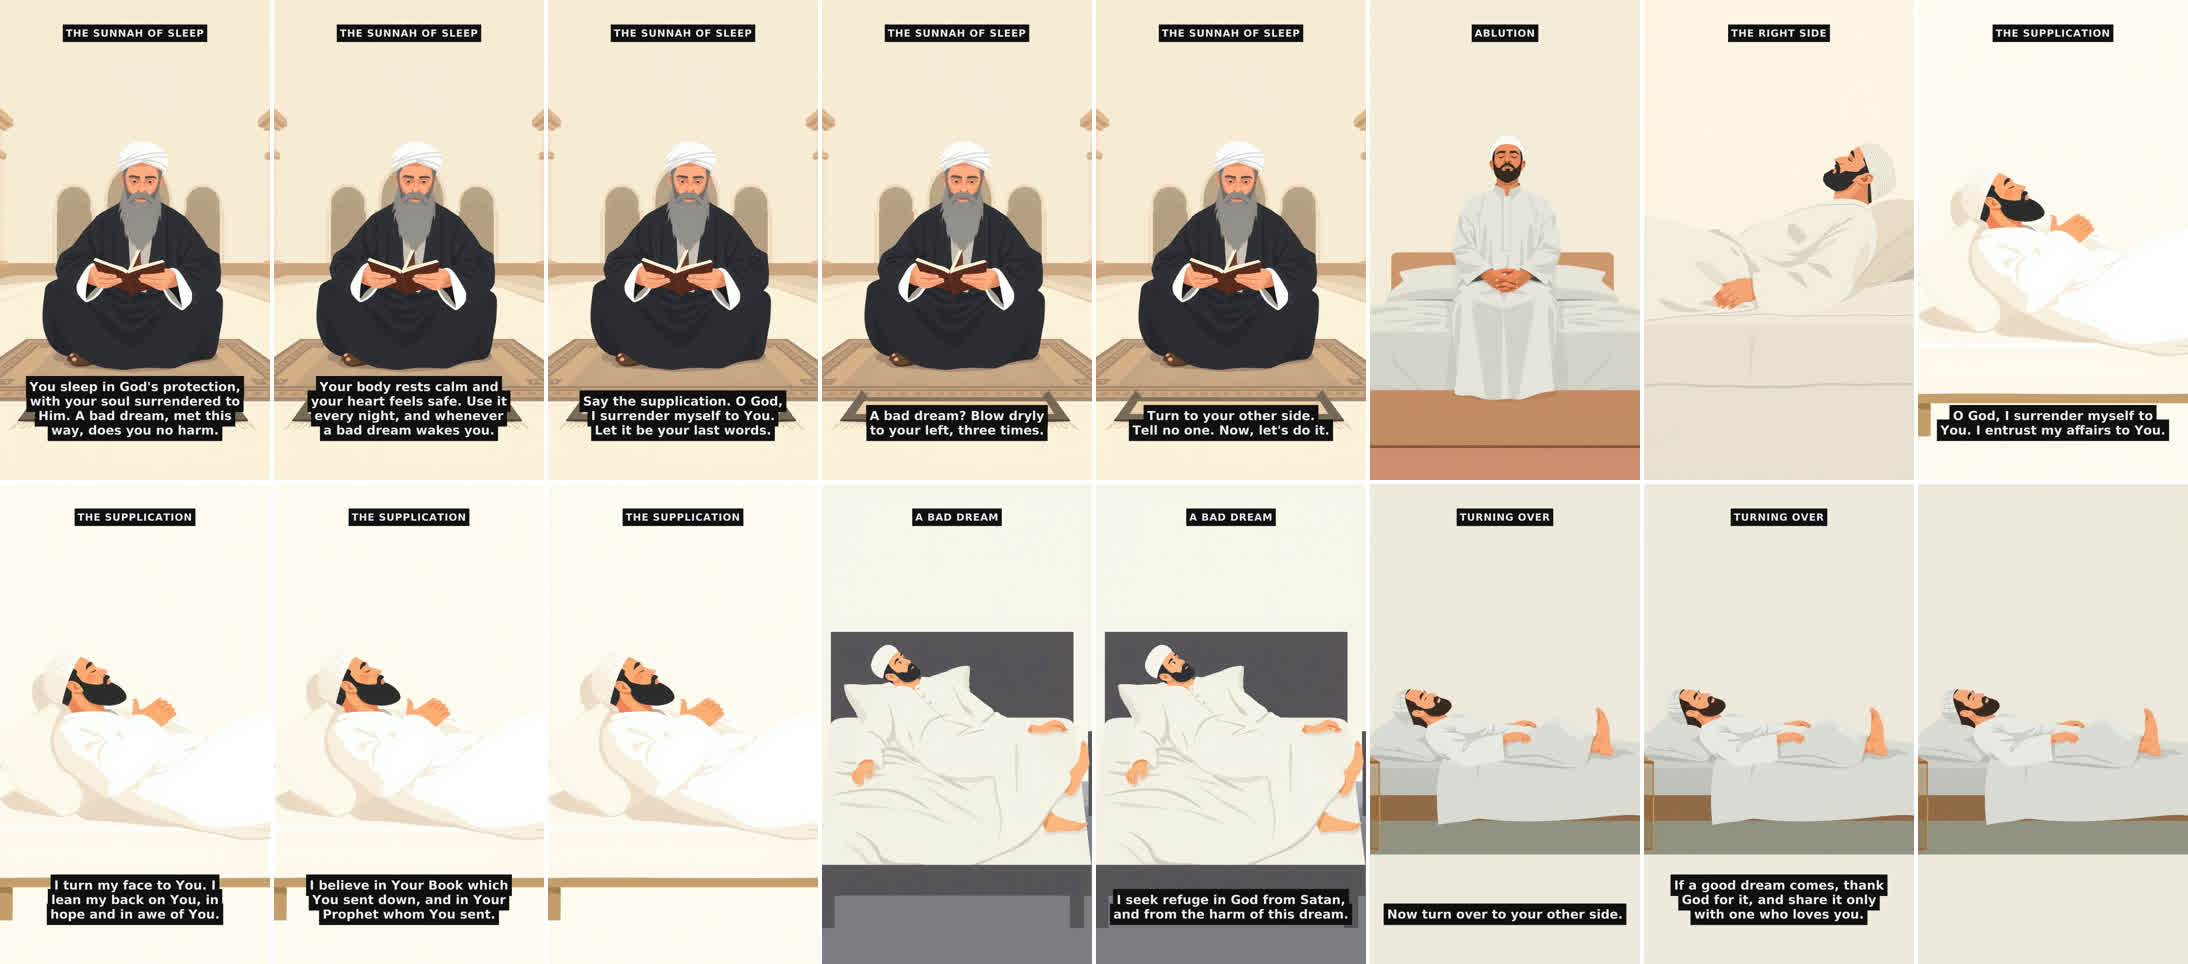 THE SUNNAH OF SLEEP
You sleep in God's protection,
with your soul surrendered to
Him. A bad dream, met this
way, does you no harm.
THE SUNNAH OF SLEEP
Your body rests calm and
your heart feels safe. Use it
every night, and whenever
a bad dream wakes you.
THE SUNNAH OF SLEEP
Say the supplication. O God,
I surrender myself to You.
Let it be your last words.
THE SUNNAH OF SLEEP
A bad dream? Blow dryly
to your left, three times.
THE SUNNAH OF SLEEP
Turn to your other side.
Tell no one. Now, let's do it.
ABLUTION
THE RIGHT SIDE
THE SUPPLICATION
O God, I surrender myself to
You. I entrust my affairs to You.
THE SUPPLICATION
I turn my face to You. I
lean my back on You, in
hope and in awe of You.
THE SUPPLICATION
I believe in Your Book which
You sent down, and in Your
Prophet whom You sent.
THE SUPPLICATION
A BAD DREAM
A BAD DREAM
I seek refuge in God from Satan,
and from the harm of this dream.
TURNING OVER
Now turn over to your other side.
TURNING OVER
If a good dream comes, thank
God for it, and share it only
with one who loves you.